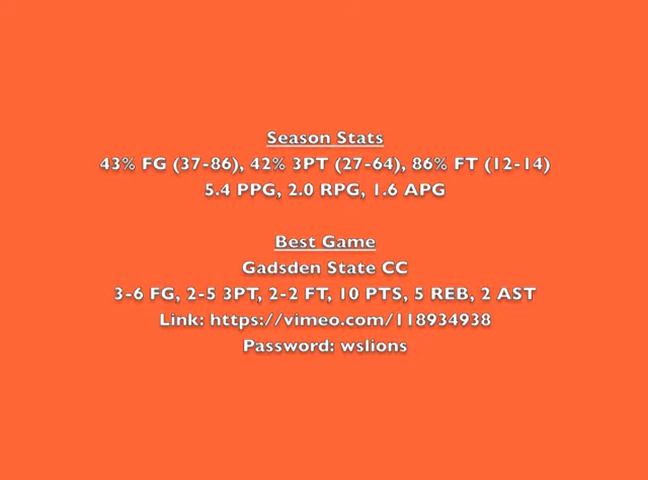 Season Stats
43% FG (37-86), 42% 3PT (27-64), 86% FT (12-14)
5.4 PPG, 2.0 RPG, 1.6 APG
Best Game
Gadsden State CC
3-6 FG, 2-5 3PT, 2-2 FT, 10 PTS, 5 REB, 2 AST
Link: https://vimeo.com/118934938
Password: wslions